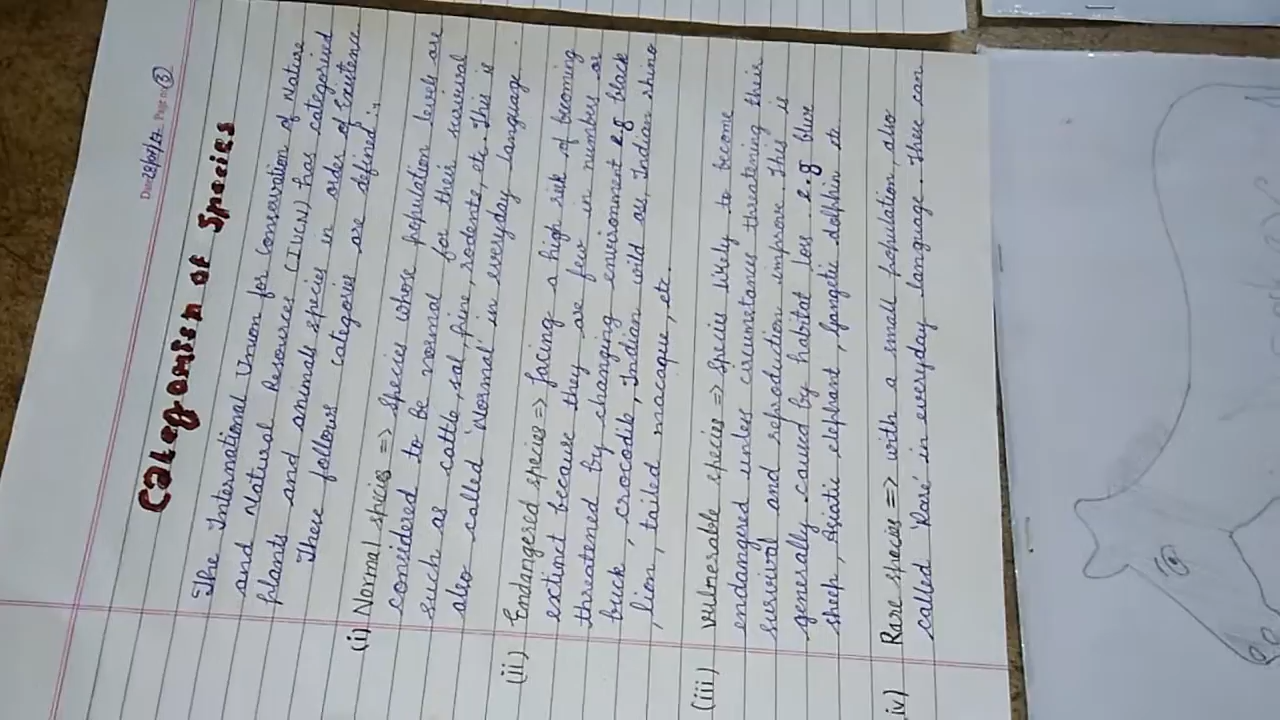 Date 28/04/17 Page no 3
Categamism of Species
The International Union for Conservation of Nature
and Natural Resources (IUCN) has categoried
plants and animals species in order of Existence.
There follows categories are defined :-
(i) Normal species => species whose population levels are
considered to be normal for their survival
such as cattle, sal, pine, rodents, etc. This is
also called 'Normal' in everyday language.
(ii) Endangered species => facing a high risk of becoming
extinct because they are few in numbers or
threatened by changing environment e.g black
buck, crocodile, Indian wild ass, Indian rhino
, lion, tailed macaque, etc.
(iii) vulnerable species => species likely to become
endangered unless circumstances threatening their
survival and reproduction improve. This is
generally caused by habitat loss. e.g blue
sheep, Asiatic elephant, Gangetic dolphin etc
iv) Rare species => with a small population, also
called 'Rare' in everyday language. These can